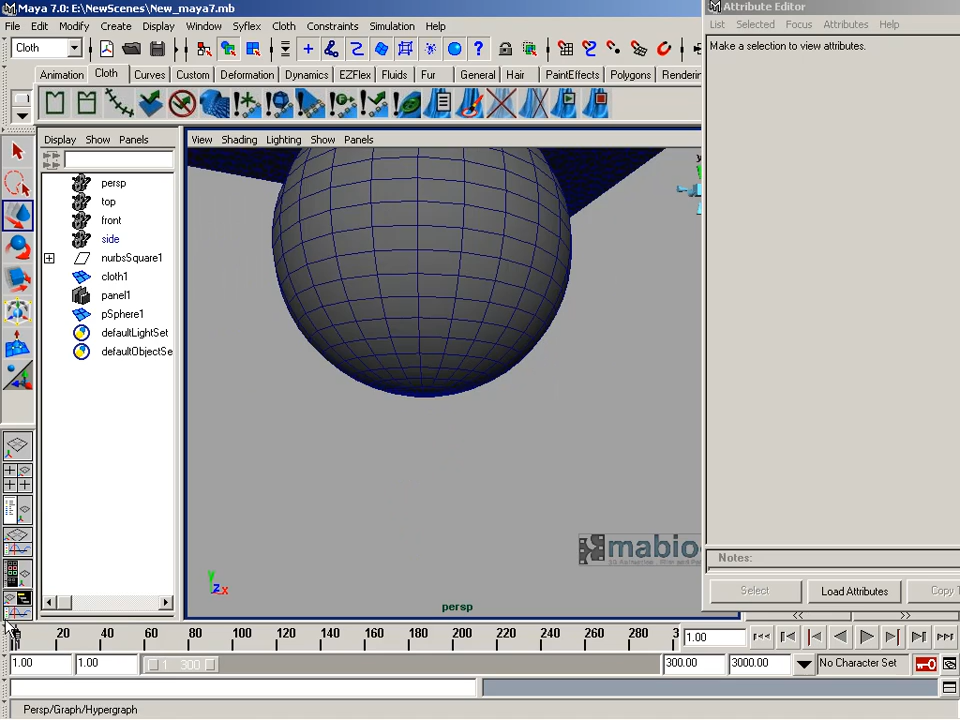 Maya 7.0: E:\NewScenes\New_maya7.mb
Attribute Editor
File Edit Modify Create Display Window Syflex Cloth Constraints Simulation Help
List Selected Focus Attributes Help
Cloth
Make a selection to view attributes.
Animation Cloth Curves Custom Deformation Dynamics EZFlex Fluids Fur General Hair PaintEffects Polygons Renderin
Display Show Panels
View Shading Lighting Show Panels
persp
top
front
side
nurbsSquare1
cloth1
panel1
pSphere1
defaultLightSet
defaultObjectSe
y
mabio
y
z x
persp
Notes:
Select Load Attributes Copy T
20 40 60 80 100 120 140 160 180 200 220 240 260 280 3
1.00
1.00 1.00 1 300 300.00 3000.00 No Character Set
Persp/Graph/Hypergraph